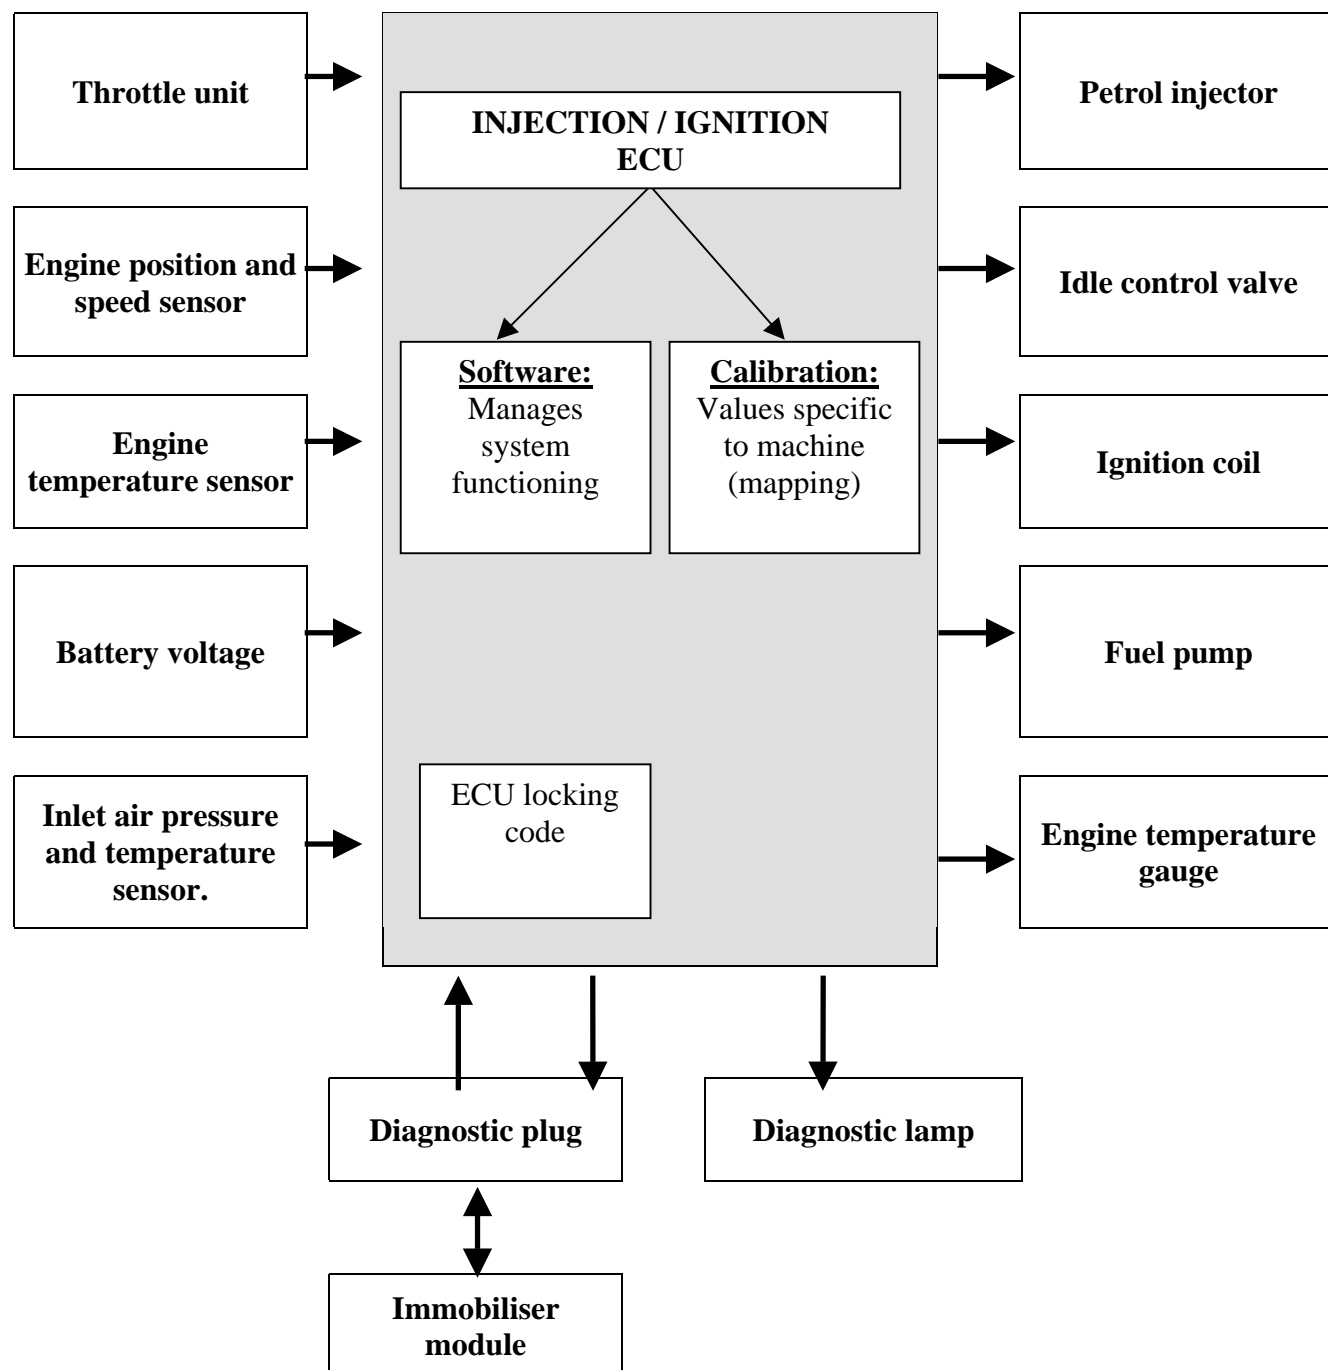 Throttle unit
INJECTION / IGNITION
ECU
Petrol injector
Engine position and
speed sensor
Idle control valve
Engine
temperature sensor
Software:
Manages
system
functioning
Calibration:
Values specific
to machine
(mapping)
Ignition coil
Battery voltage
Fuel pump
Inlet air pressure
and temperature
sensor.
ECU locking
code
Engine temperature
gauge
Diagnostic plug
Diagnostic lamp
Immobiliser
module